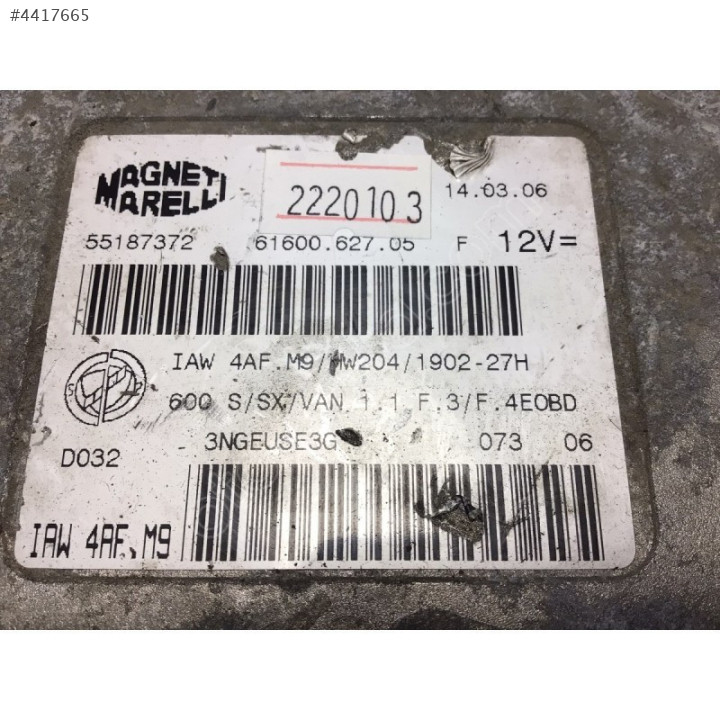 #4417665
MAGNETI
MARELLI
2220103
14.03.06
55187372 61600.627.05 F 12V=
IAW 4AF.M9/HW204/1902-27H
600 S/SX/VAN 1.1 F.3/F.4EOBD
3NGEUSE3G 073 06
D032
IAW 4AF.M9